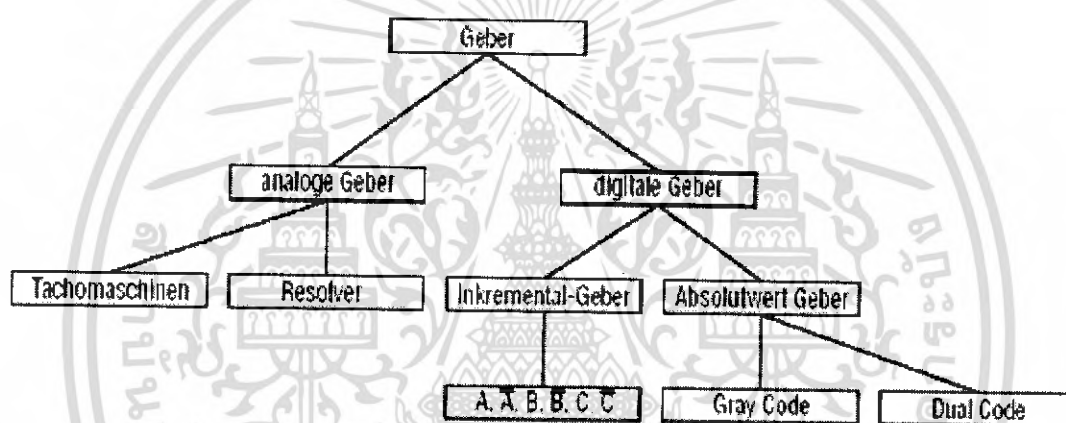 Geber
analoge Geber
digitale Geber
Tachomaschinen
Resolver
Inkremental-Geber
Absolutwert Geber
A. A̅. B. B̅. C C̅
Gray Code
Dual Code